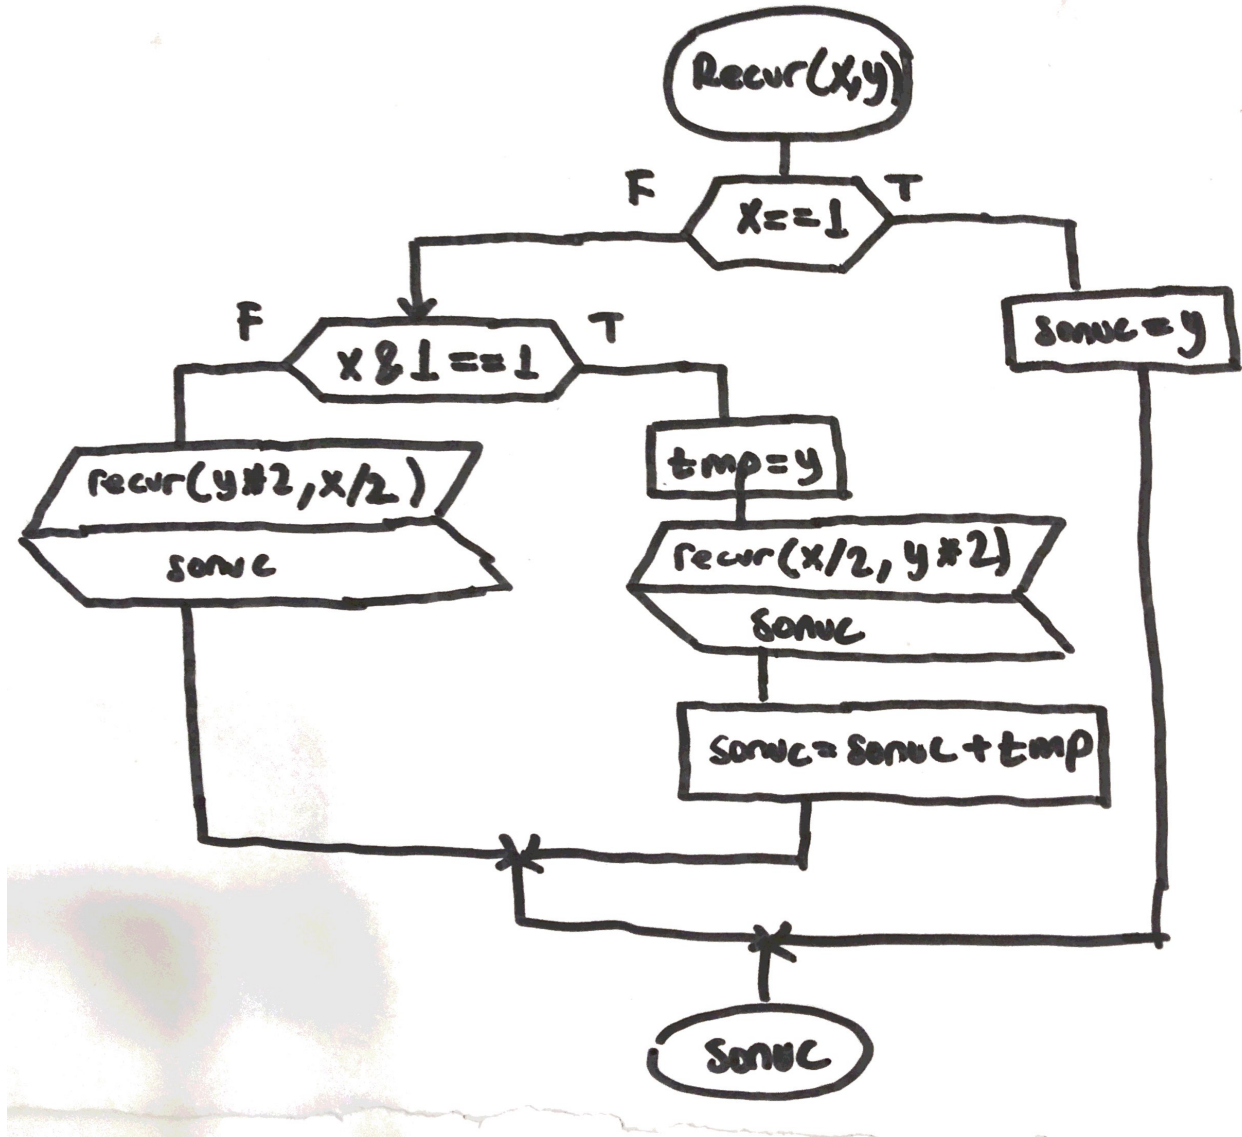 Recur(x,y)
F
T
x==1
F
T
x&1==1
sonuc=y
recur(y*2,x/2)
sonuc
tmp=y
recur(x/2, y*2)
sonuc
sonuc=sonuc+tmp
sonuc